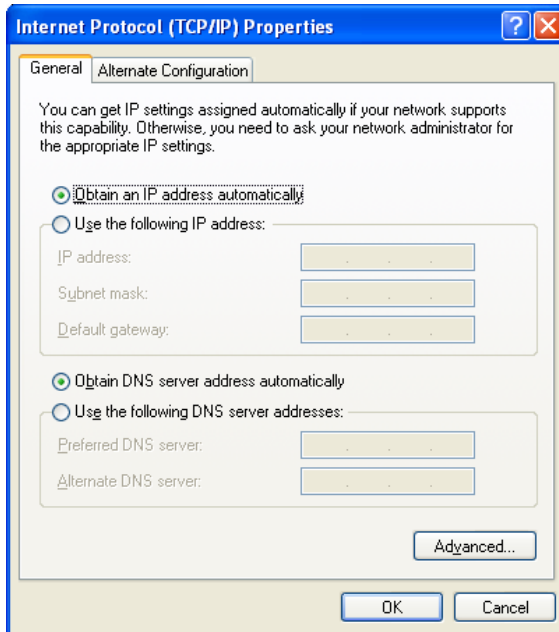 Internet Protocol (TCP/IP) Properties
General
Alternate Configuration
You can get IP settings assigned automatically if your network supports
this capability. Otherwise, you need to ask your network administrator for
the appropriate IP settings.
Obtain an IP address automatically
Use the following IP address:
IP address:
Subnet mask:
Default gateway:
Obtain DNS server address automatically
Use the following DNS server addresses:
Preferred DNS server:
Alternate DNS server:
Advanced...
OK
Cancel